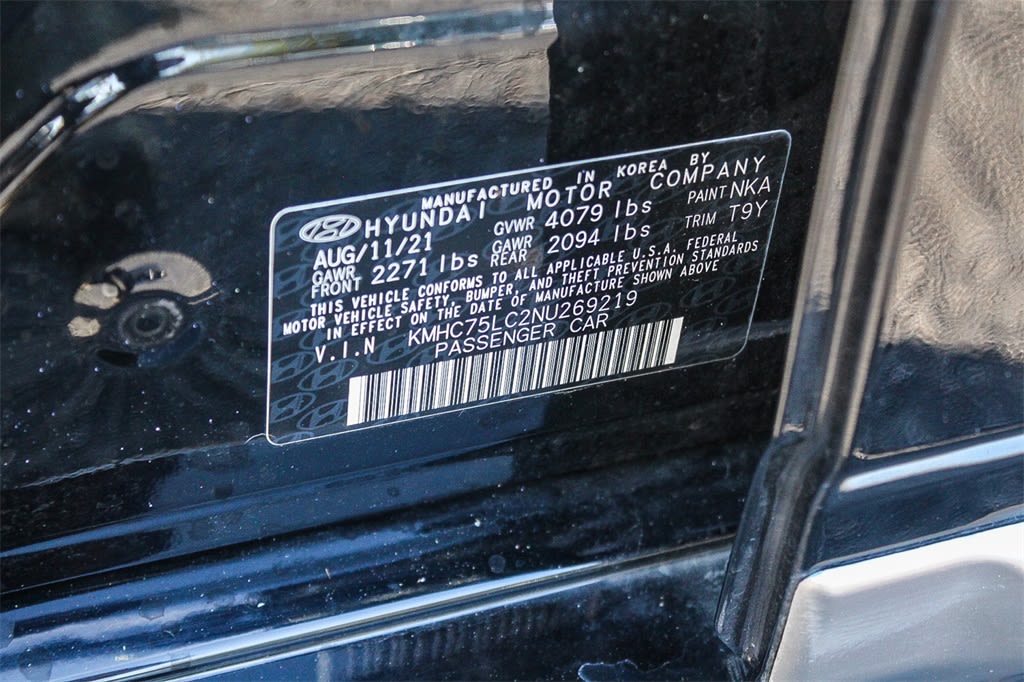 MANUFACTURED IN KOREA BY
HYUNDAI MOTOR COMPANY
AUG/11/21 GVWR 4079 lbs PAINT NKA
GAWR FRONT 2271 lbs GAWR REAR 2094 lbs TRIM T9Y
THIS VEHICLE CONFORMS TO ALL APPLICABLE U.S.A. FEDERAL
MOTOR VEHICLE SAFETY, BUMPER, AND THEFT PREVENTION STANDARDS
IN EFFECT ON THE DATE OF MANUFACTURE SHOWN ABOVE
V.I.N KMHC75LC2NU269219
PASSENGER CAR